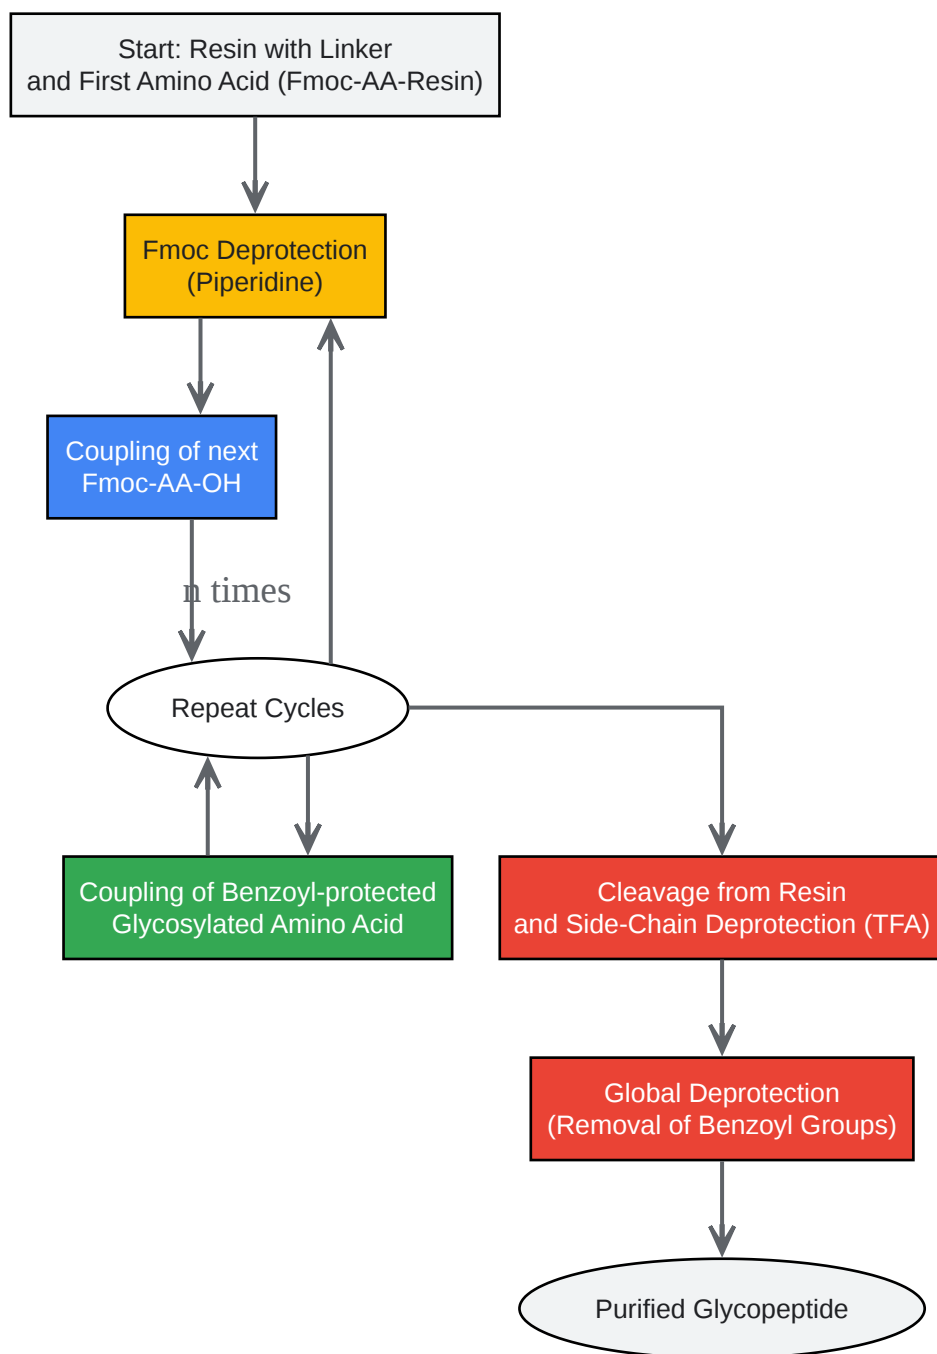 Start: Resin with Linker
and First Amino Acid (Fmoc-AA-Resin)
Fmoc Deprotection
(Piperidine)
Coupling of next
Fmoc-AA-OH
n times
Repeat Cycles
Coupling of Benzoyl-protected
Glycosylated Amino Acid
Cleavage from Resin
and Side-Chain Deprotection (TFA)
Global Deprotection
(Removal of Benzoyl Groups)
Purified Glycopeptide